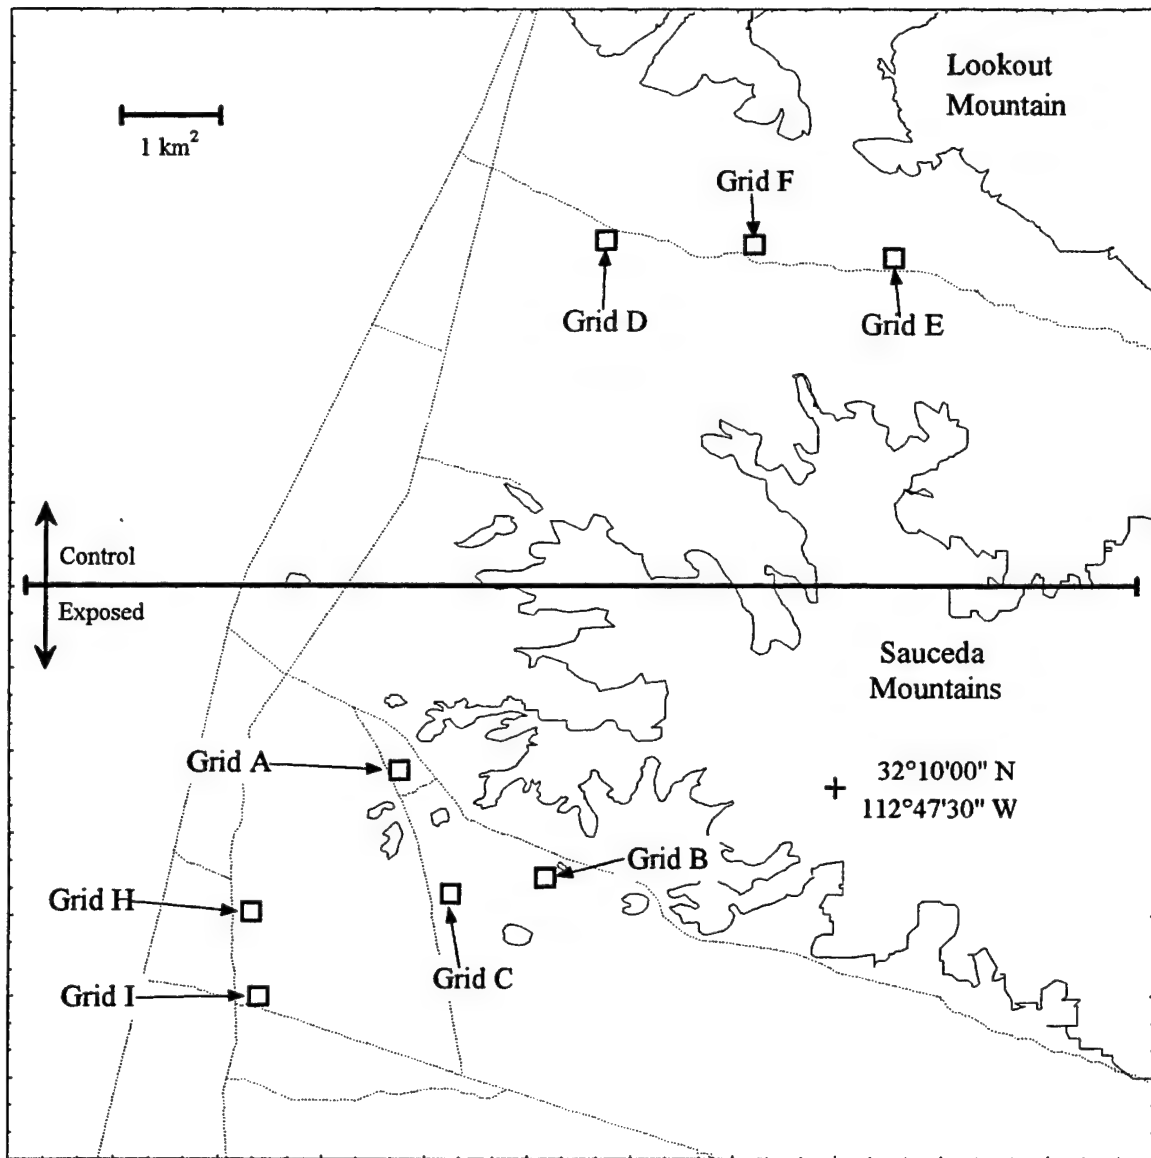 Lookout
Mountain
1 km²
Grid F
Grid D
Grid E
Control
Exposed
Sauceda
Mountains
Grid A
32°10'00" N
112°47'30" W
Grid B
Grid H
Grid C
Grid I